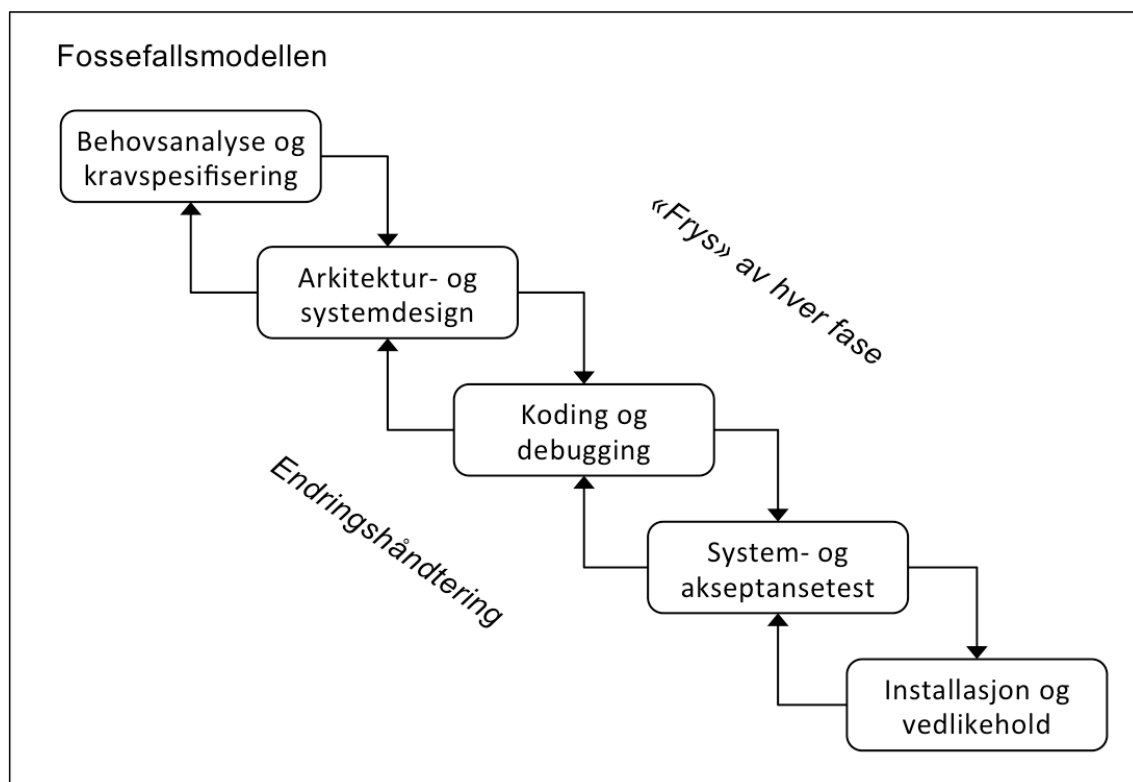 Fossefallsmodellen
Behovsanalyse og
kravspesifisering
«Frys» av hver fase
Arkitektur- og
systemdesign
Koding og
debugging
Endringshåndtering
System- og
akseptansetest
Installasjon og
vedlikehold